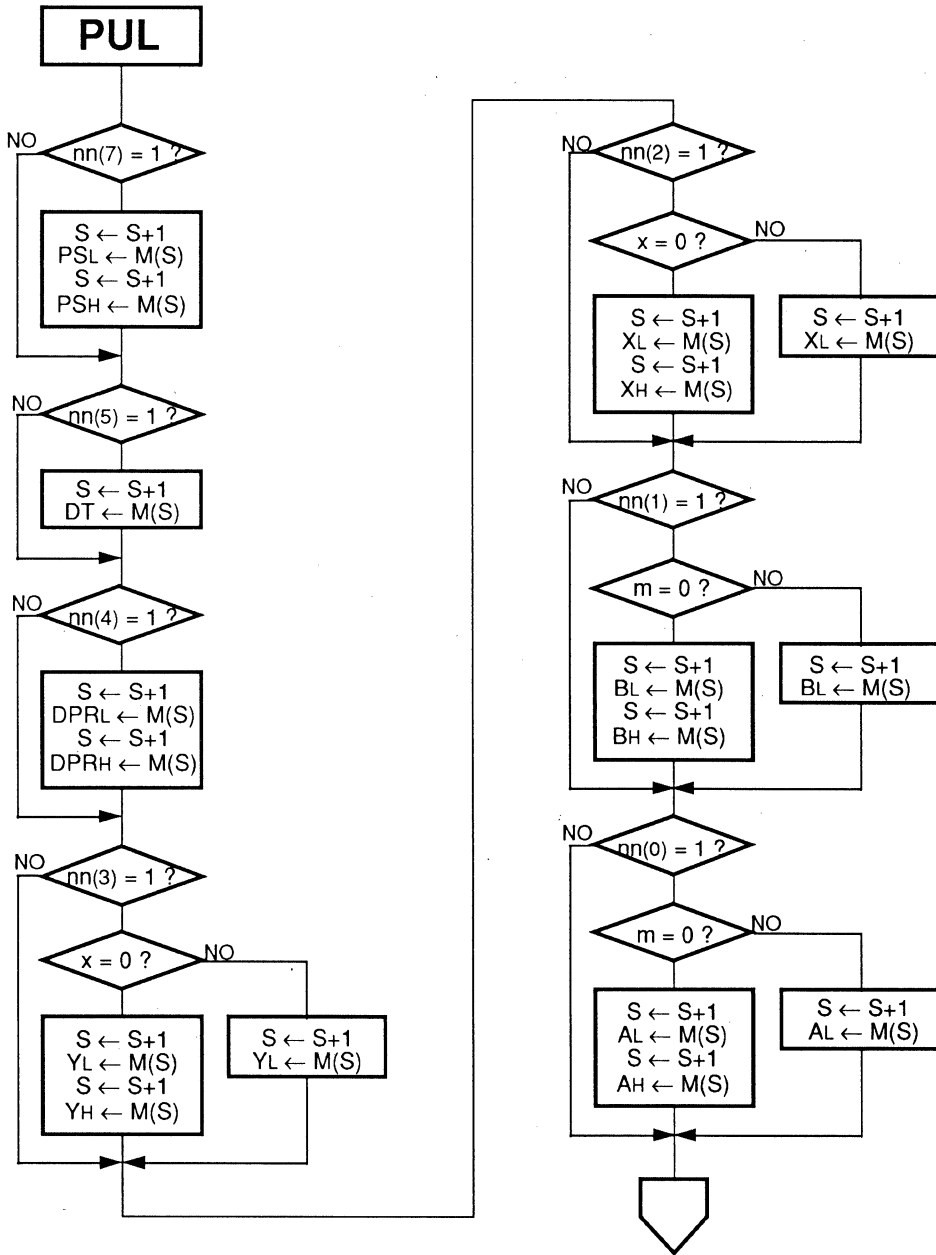 PUL
NO
nn(7) = 1 ?
S ← S+1
PSL ← M(S)
S ← S+1
PSH ← M(S)
NO
nn(5) = 1 ?
S ← S+1
DT ← M(S)
NO
nn(4) = 1 ?
S ← S+1
DPRL ← M(S)
S ← S+1
DPRH ← M(S)
NO
nn(3) = 1 ?
x = 0 ?
NO
S ← S+1
YL ← M(S)
S ← S+1
YH ← M(S)
S ← S+1
YL ← M(S)
NO
nn(2) = 1 ?
x = 0 ?
NO
S ← S+1
XL ← M(S)
S ← S+1
XH ← M(S)
S ← S+1
XL ← M(S)
NO
nn(1) = 1 ?
m = 0 ?
NO
S ← S+1
BL ← M(S)
S ← S+1
BH ← M(S)
S ← S+1
BL ← M(S)
NO
nn(0) = 1 ?
m = 0 ?
NO
S ← S+1
AL ← M(S)
S ← S+1
AH ← M(S)
S ← S+1
AL ← M(S)